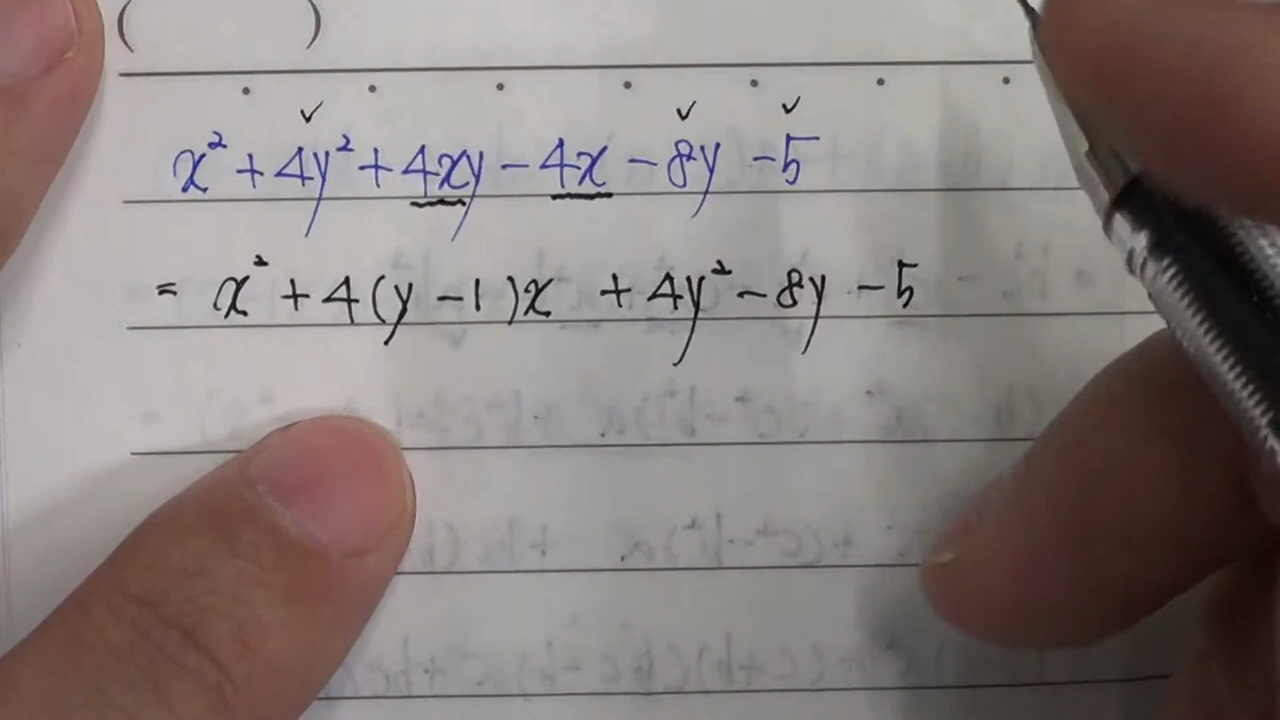 (     )
x² + 4y² + 4xy - 4x - 8y - 5
= x² + 4(y - 1)x + 4y² - 8y - 5